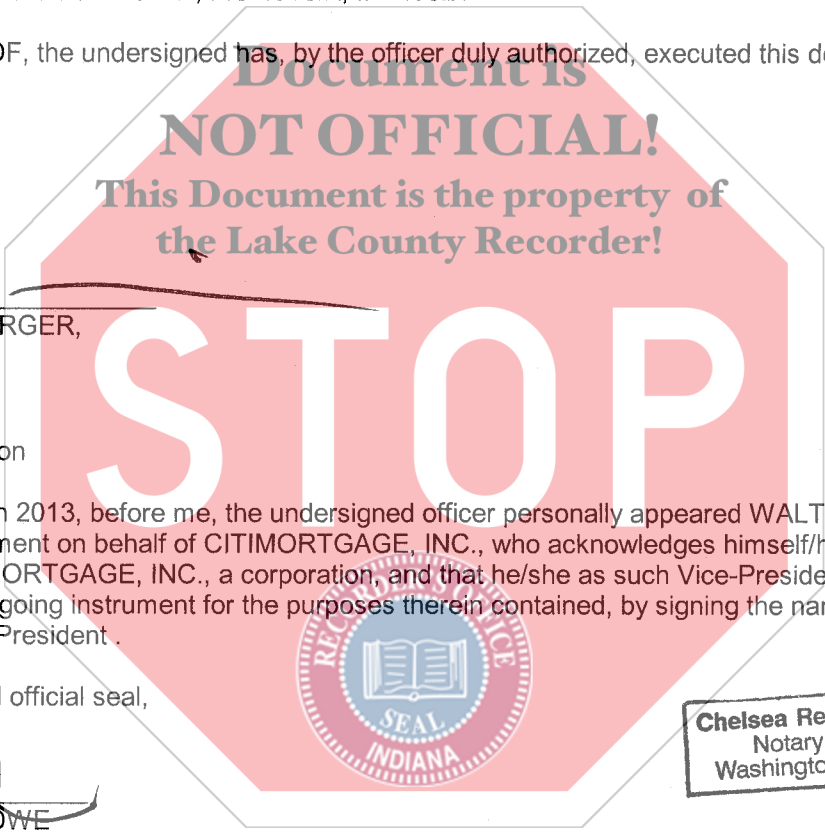 OF, the undersigned has, by the officer duly authorized, executed this d
Document is
NOT OFFICIAL!
This Document is the property of
the Lake County Recorder!
RGER,
STOP
on
2013, before me, the undersigned officer personally appeared WALT
ment on behalf of CITIMORTGAGE, INC., who acknowledges himself/h
ORTGAGE, INC., a corporation, and that he/she as such Vice-Preside
going instrument for the purposes therein contained, by signing the nar
President .
RECORDER'S OFFICE
SEAL
INDIANA
official seal,
Chelsea Re
Notary
Washingto
OWE